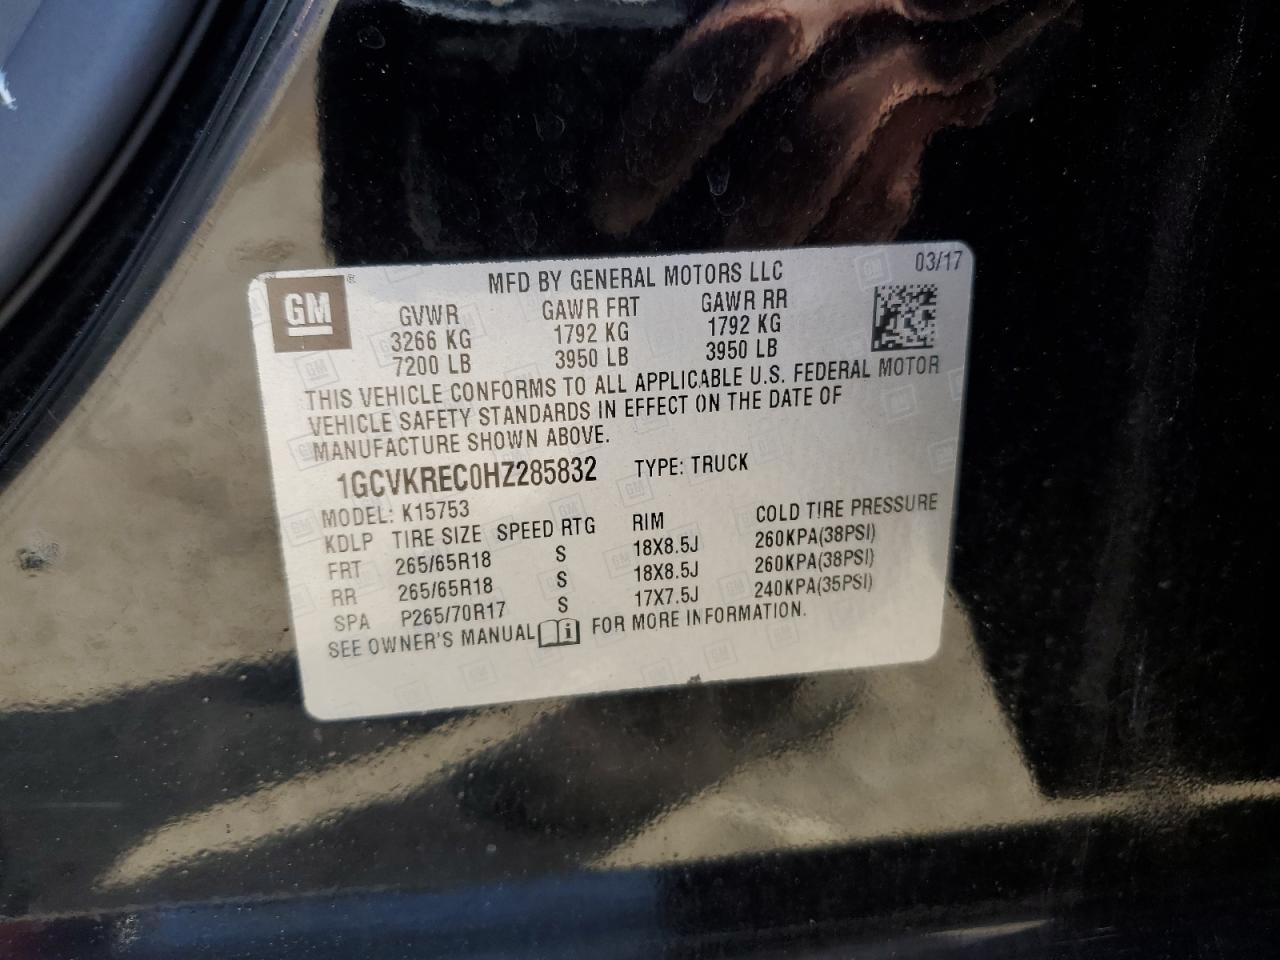 MFD BY GENERAL MOTORS LLC 03/17
GM ®
GVWR GAWR FRT GAWR RR
3266 KG 1792 KG 1792 KG
7200 LB 3950 LB 3950 LB
THIS VEHICLE CONFORMS TO ALL APPLICABLE U.S. FEDERAL MOTOR
VEHICLE SAFETY STANDARDS IN EFFECT ON THE DATE OF
MANUFACTURE SHOWN ABOVE.
1GCVKREC0HZ285832 TYPE: TRUCK
MODEL: K15753
KDLP TIRE SIZE SPEED RTG RIM COLD TIRE PRESSURE
FRT 265/65R18 S 18X8.5J 260KPA(38PSI)
RR 265/65R18 S 18X8.5J 260KPA(38PSI)
SPA P265/70R17 S 17X7.5J 240KPA(35PSI)
SEE OWNER'S MANUAL i FOR MORE INFORMATION.